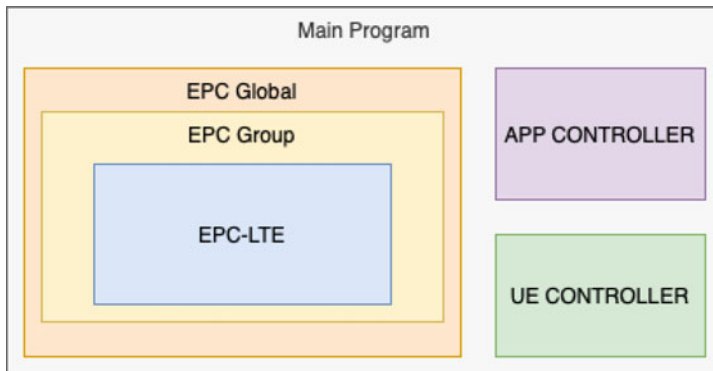 Main Program
EPC Global
EPC Group
EPC-LTE
APP CONTROLLER
UE CONTROLLER